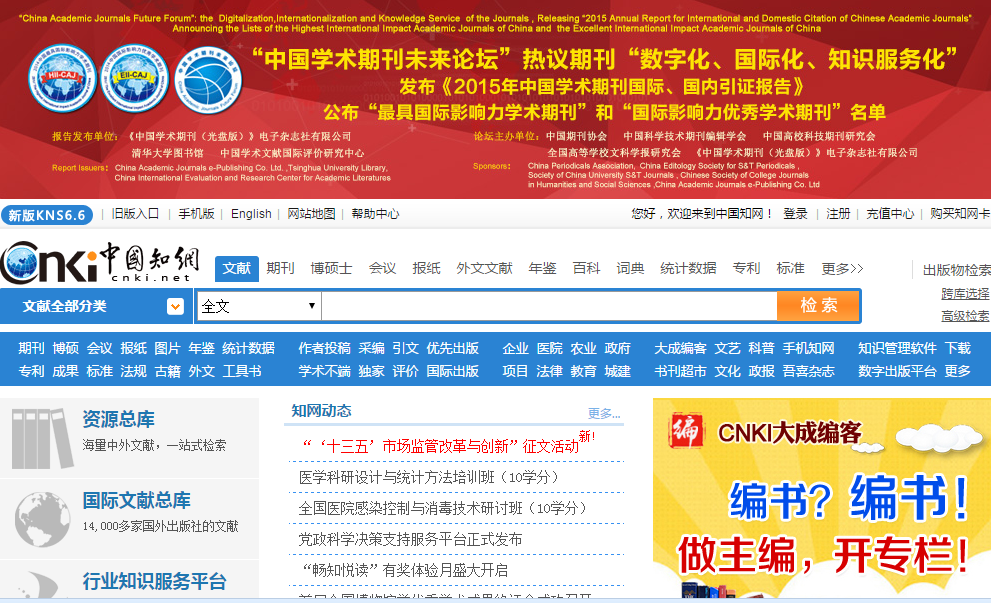 "China Academic Journals Future Forum": the Digitalization,Internationalization and Knowledge Service of the Journals , Releasing "2015 Annual Report for International and Domestic Citation of Chinese Academic Journals"
Announcing the Lists of the Highest International Impact Academic Journals of China and the Excellent International Impact Academic Journals of China
HII-CAJ
EII-CAJ
“中国学术期刊未来论坛”热议期刊“数字化、国际化、知识服务化”
发布《2015年中国学术期刊国际、国内引证报告》
公布“最具国际影响力学术期刊”和“国际影响力优秀学术期刊”名单
报告发布单位：《中国学术期刊（光盘版）》电子杂志社有限公司
清华大学图书馆 中国学术文献国际评价研究中心
Report Issuers: China Academic Journals e-Publishing Co. Ltd. ,Tsinghua University Library,
China International Evaluation and Research Center for Academic Literatures
论坛主办单位：中国期刊协会 中国科学技术期刊编辑学会 中国高校科技期刊研究会
全国高等学校文科学报研究会 《中国学术期刊（光盘版）》电子杂志社有限公司
Sponsors: China Periodicals Association, China Editology Society for S&T Periodicals ,
Society of China University S&T Journals , Chinese Society of College Journals
in Humanities and Social Sciences ,China Academic Journals e-Publishing Co. Ltd
新版KNS6.6 | 旧版入口 | 手机版 | English | 网站地图 | 帮助中心 您好，欢迎来到中国知网！ 登录 | 注册 | 充值中心 | 购买知网卡
Cnki中國知網
cnki.net
文献 期刊 博硕士 会议 报纸 外文文献 年鉴 百科 词典 统计数据 专利 标准 更多>> 出版物检索
文献全部分类 全文 检 索 跨库选择
高级检索
期刊 博硕 会议 报纸 图片 年鉴 统计数据 作者投稿 采编 引文 优先出版 企业 医院 农业 政府 大成编客 文艺 科普 手机知网 知识管理软件 下载
专利 成果 标准 法规 古籍 外文 工具书 学术不端 独家 评价 国际出版 项目 法律 教育 城建 书刊超市 文化 政报 吾喜杂志 数字出版平台 更多
资源总库
海量中外文献，一站式检索
国际文献总库
14,000多家国外出版社的文献
行业知识服务平台
知网动态 更多...
“‘十三五’市场监管改革与创新”征文活动 新!
医学科研设计与统计方法培训班（10学分）
全国医院感染控制与消毒技术研讨班（10学分）
党政科学决策支持服务平台正式发布
“畅知悦读”有奖体验月盛大开启
编 CNKI大成编客
编书？编书！
做主编，开专栏！